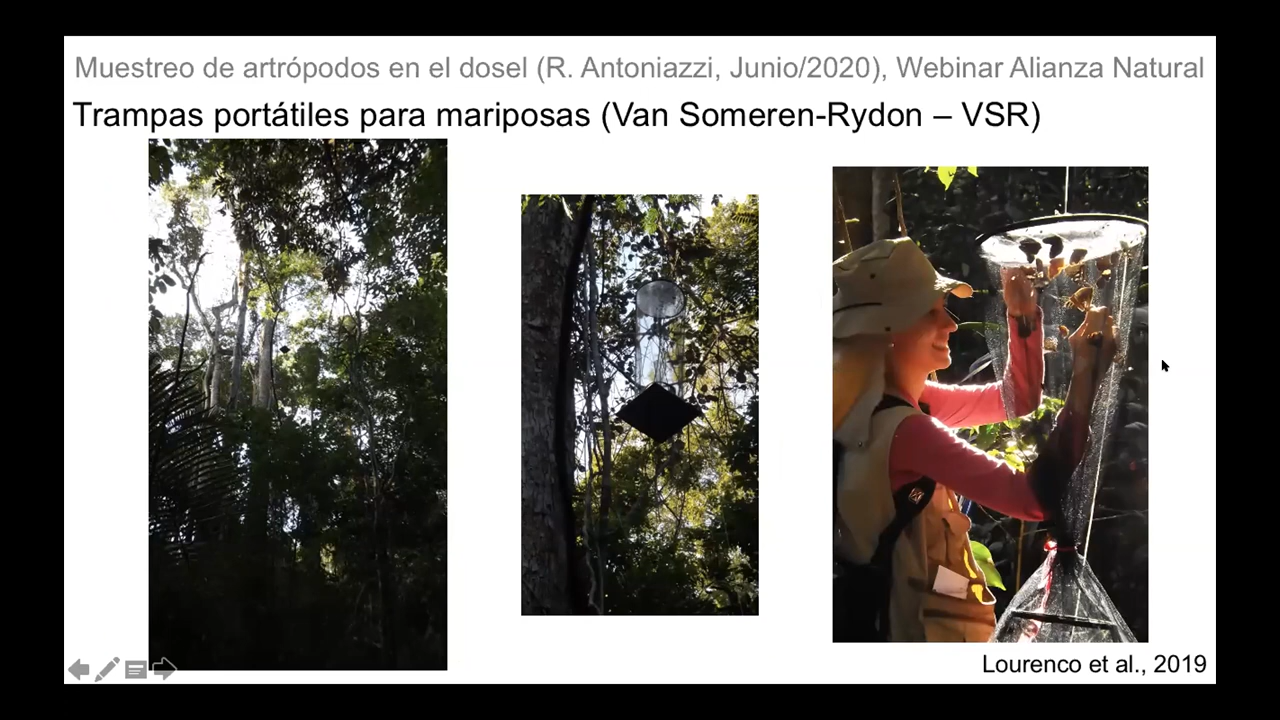 Muestreo de artrópodos en el dosel (R. Antoniazzi, Junio/2020), Webinar Alianza Natural
Trampas portátiles para mariposas (Van Someren-Rydon – VSR)
Lourenco et al., 2019